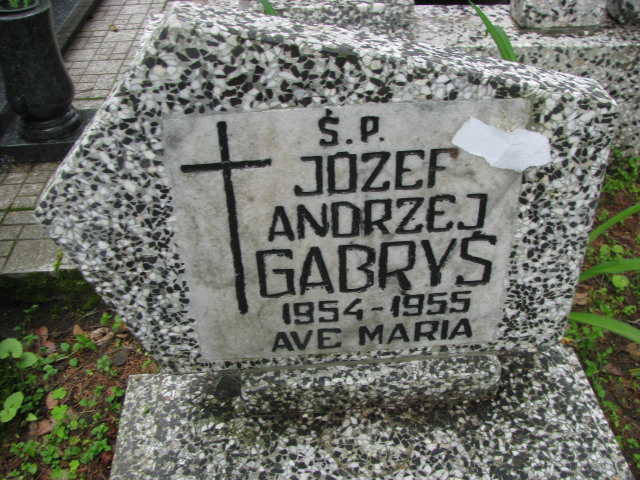 Ś.P.
JÓZEF
ANDRZEJ
GABRYŚ
1954-1955
AVE MARIA